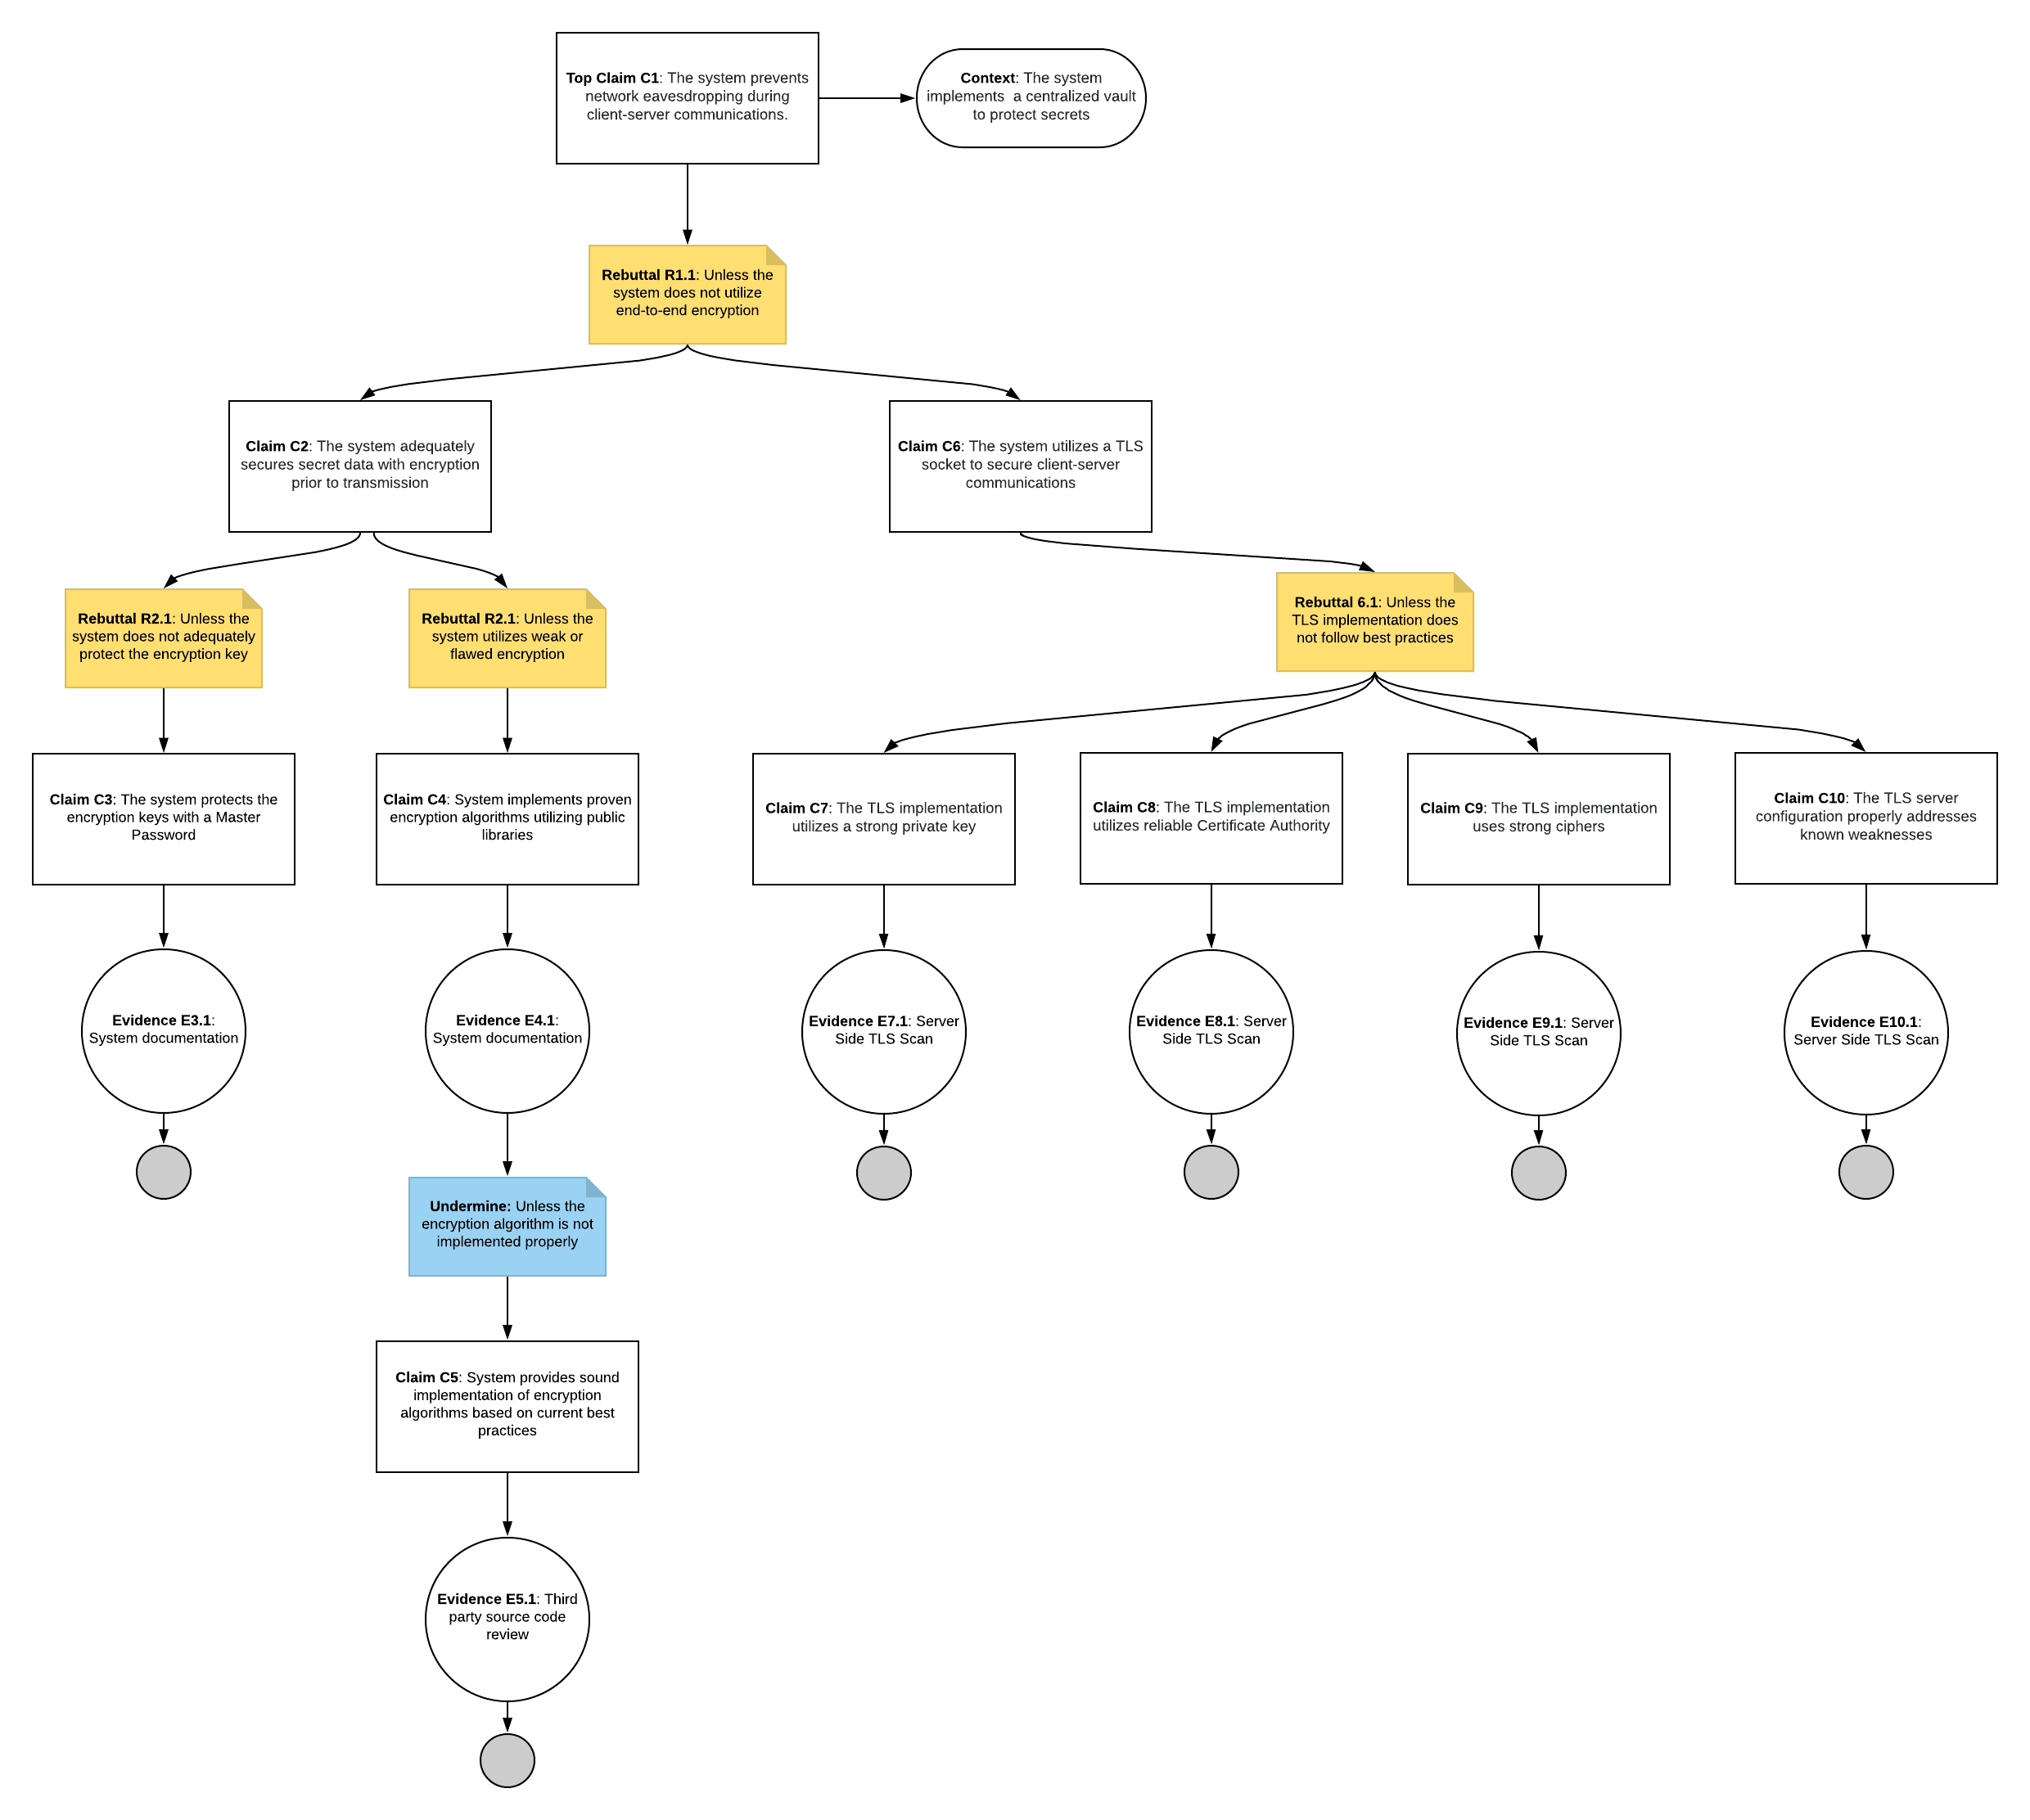 Top Claim C1: The system prevents
network eavesdropping during
client-server communications.
Context: The system
implements  a centralized vault
to protect secrets
Rebuttal R1.1: Unless the
system does not utilize
end-to-end encryption
Claim C2: The system adequately
secures secret data with encryption
prior to transmission
Claim C6: The system utilizes a TLS
socket to secure client-server
communications
Rebuttal R2.1: Unless the
system does not adequately
protect the encryption key
Rebuttal R2.1: Unless the
system utilizes weak or
flawed encryption
Rebuttal 6.1: Unless the
TLS implementation does
not follow best practices
Claim C3: The system protects the
encryption keys with a Master
Password
Claim C4: System implements proven
encryption algorithms utilizing public
libraries
Claim C7: The TLS implementation
utilizes a strong private key
Claim C8: The TLS implementation
utilizes reliable Certificate Authority
Claim C9: The TLS implementation
uses strong ciphers
Claim C10: The TLS server
configuration properly addresses
known weaknesses
Evidence E3.1:
System documentation
Evidence E4.1:
System documentation
Evidence E7.1: Server
Side TLS Scan
Evidence E8.1: Server
Side TLS Scan
Evidence E9.1: Server
Side TLS Scan
Evidence E10.1:
Server Side TLS Scan
Undermine: Unless the
encryption algorithm is not
implemented properly
Claim C5: System provides sound
implementation of encryption
algorithms based on current best
practices
Evidence E5.1: Third
party source code
review